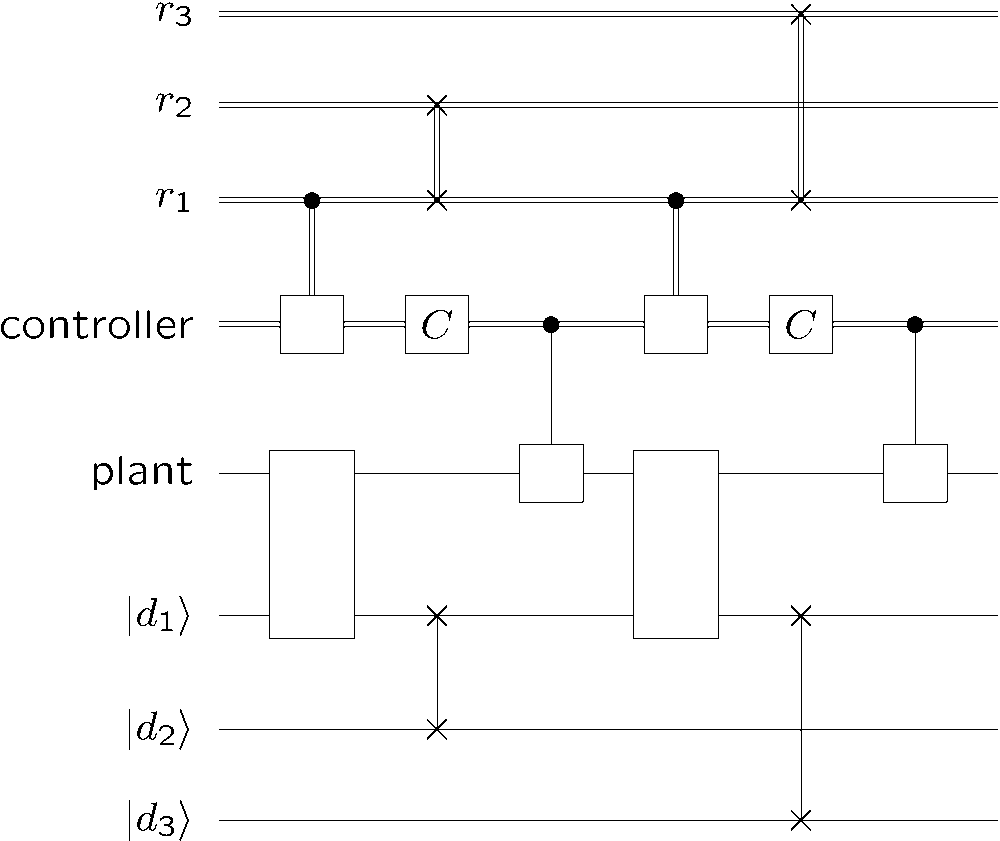 r₃
r₂
r₁
controller C C
plant
|d₁⟩
|d₂⟩
|d₃⟩